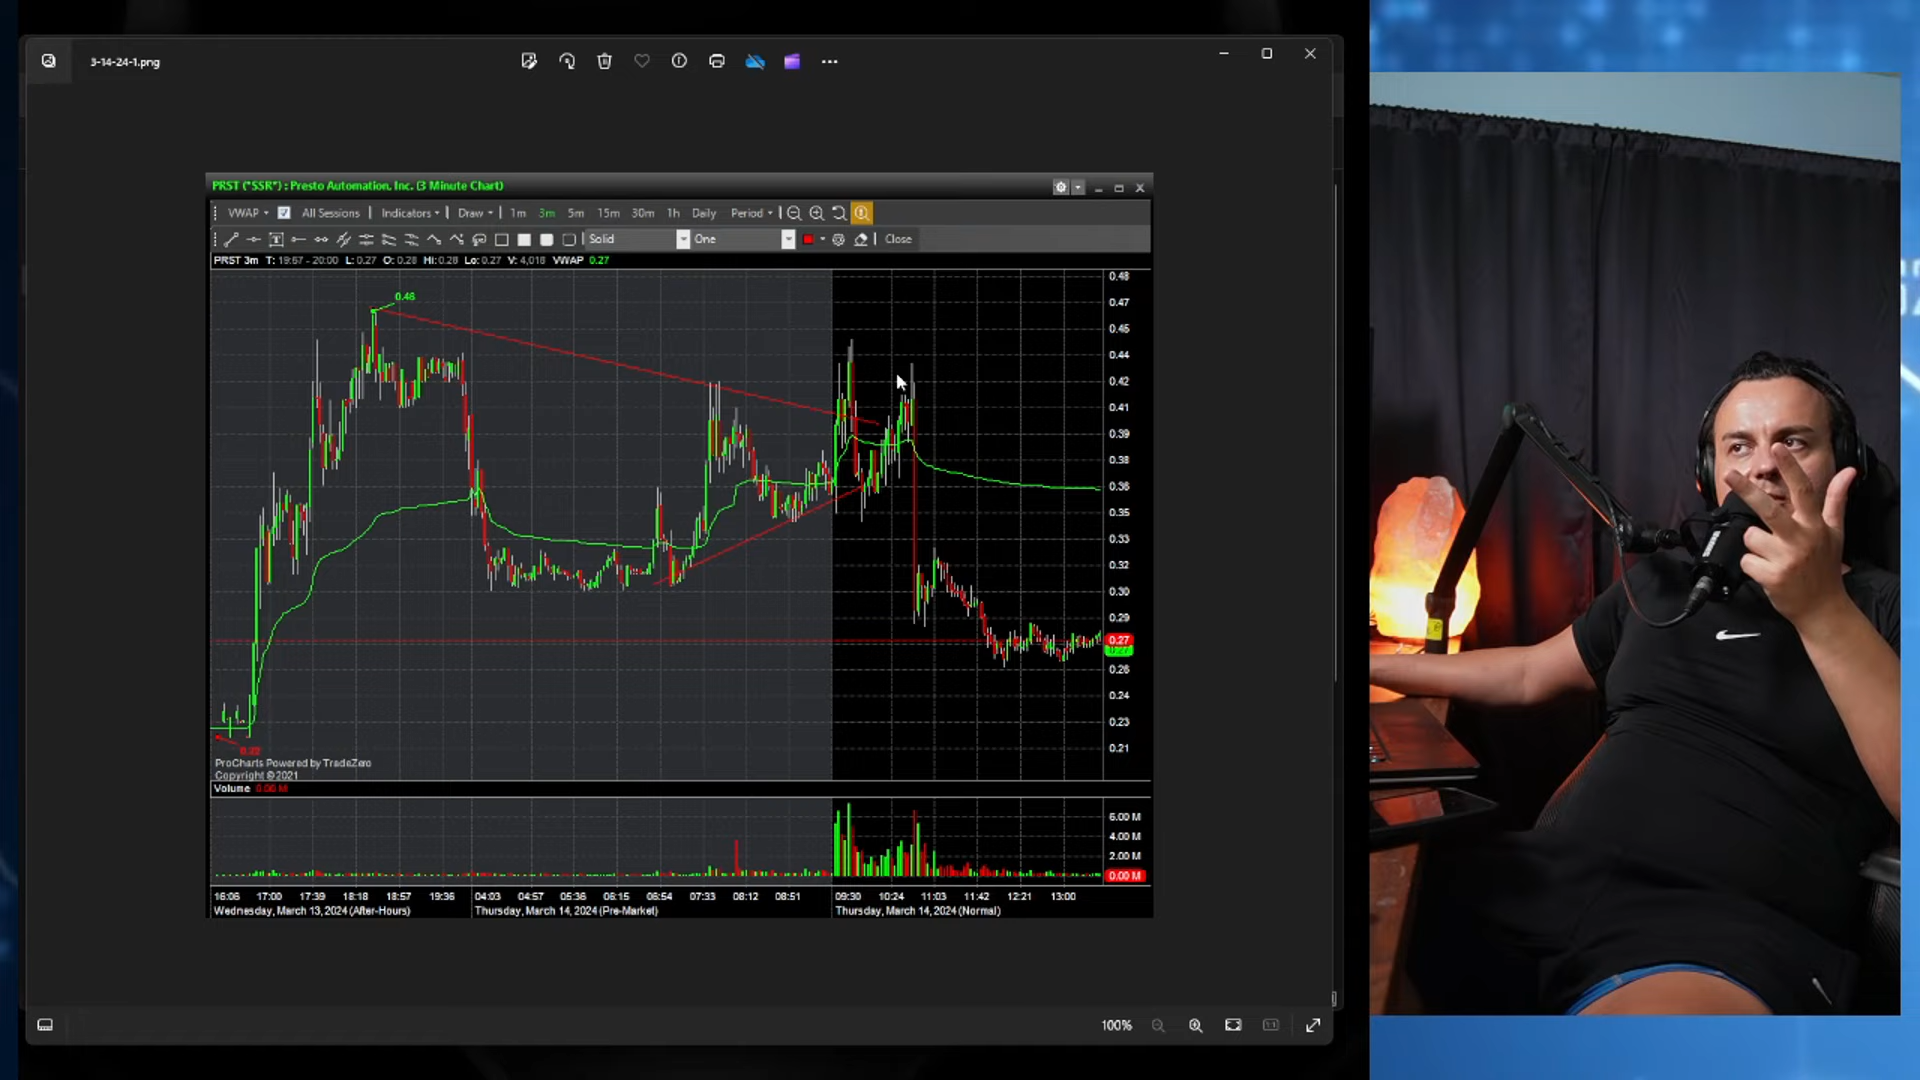 3-14-24-1.png
PRST ("SSR") : Presto Automation, Inc. (3 Minute Chart)
VWAP All Sessions Indicators Draw 1m 3m 5m 15m 30m 1h Daily Period
Solid One Close
PRST 3m T: 19:57 - 20:00 L: 0.27 O: 0.28 Hi: 0.28 Lo: 0.27 V: 4,018 VWAP 0.27
0.46
0.48
0.47
0.45
0.44
0.42
0.41
0.39
0.38
0.36
0.35
0.33
0.32
0.30
0.29
0.27
0.27
0.26
0.24
0.23
0.21
0.22
ProCharts Powered by TradeZero
Copyright ©2021
Volume 0.00 M
6.00 M
4.00 M
2.00 M
0.00 M
16:06 17:00 17:39 18:18 18:57 19:36 04:03 04:57 05:36 06:15 06:54 07:33 08:12 08:51 09:30 10:24 11:03 11:42 12:21 13:00
Wednesday, March 13, 2024 (After-Hours) Thursday, March 14, 2024 (Pre-Market) Thursday, March 14, 2024 (Normal)
100%